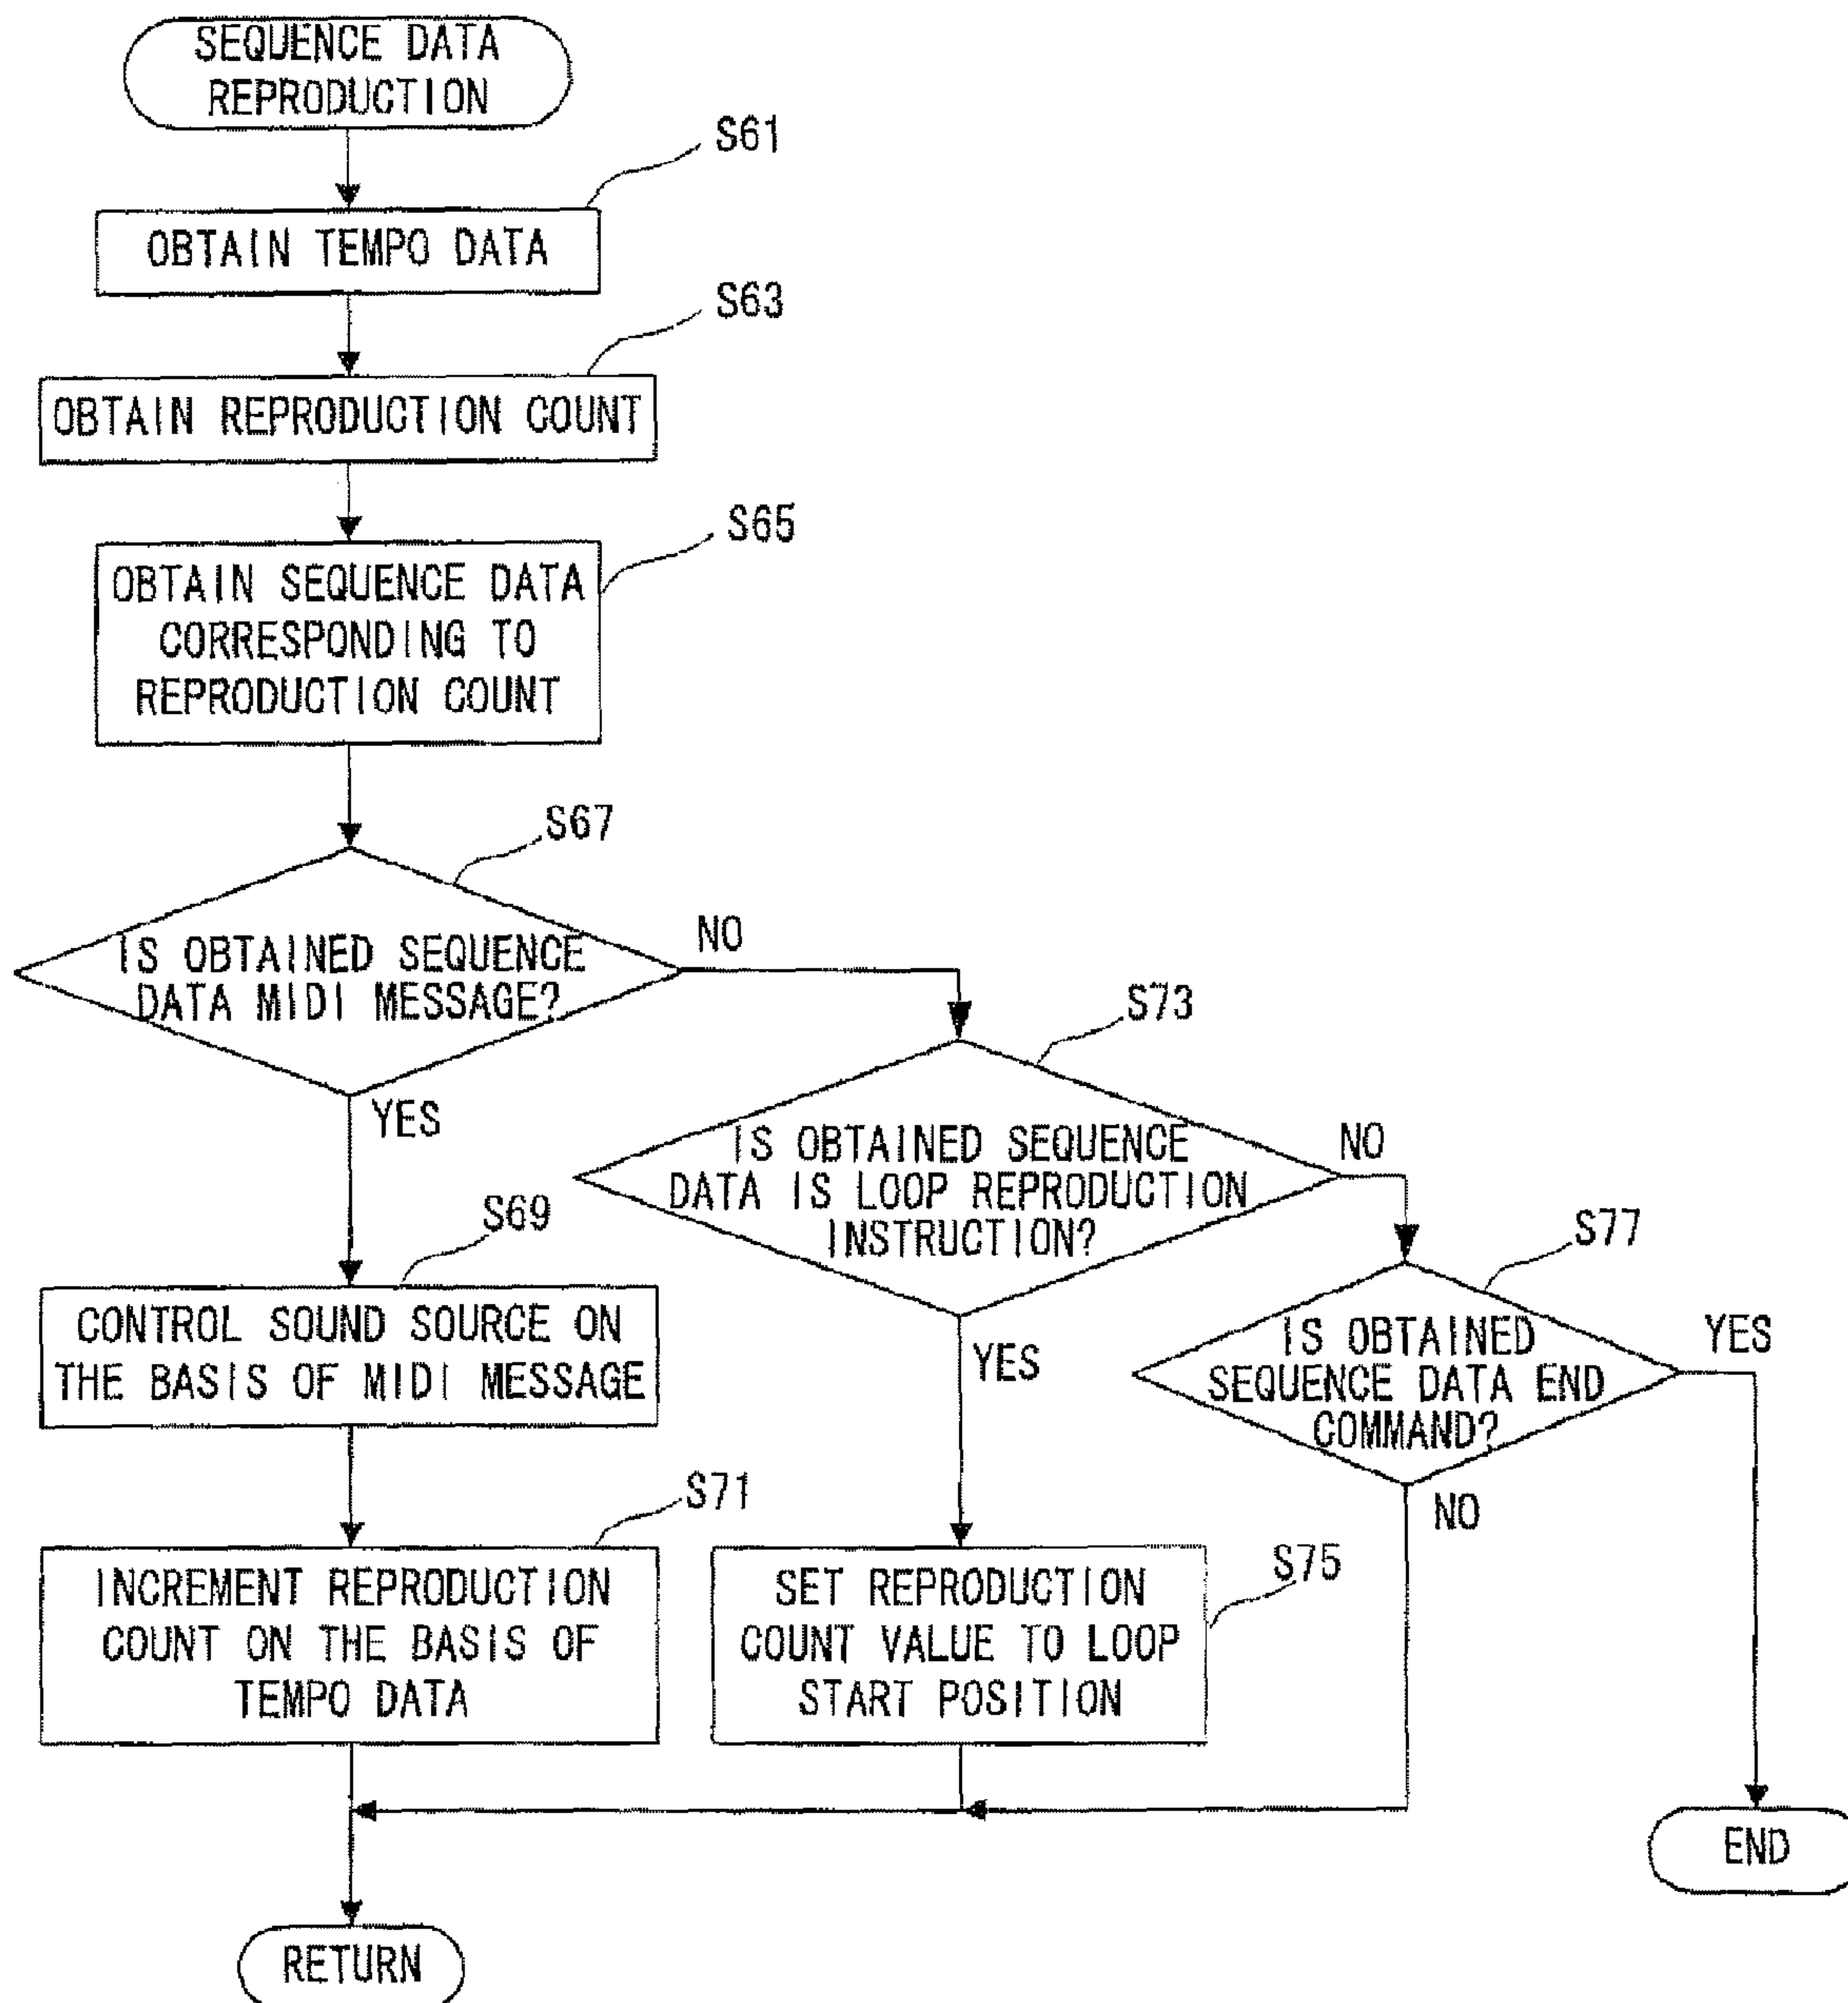 SEQUENCE DATA
REPRODUCTION
S61
OBTAIN TEMPO DATA
S63
OBTAIN REPRODUCTION COUNT
S65
OBTAIN SEQUENCE DATA
CORRESPONDING TO
REPRODUCTION COUNT
S67
IS OBTAINED SEQUENCE
DATA MIDI MESSAGE?
NO
YES
S73
IS OBTAINED SEQUENCE
DATA IS LOOP REPRODUCTION
INSTRUCTION?
NO
YES
S77
IS OBTAINED
SEQUENCE DATA END
COMMAND?
YES
NO
S69
CONTROL SOUND SOURCE ON
THE BASIS OF MIDI MESSAGE
S71
INCREMENT REPRODUCTION
COUNT ON THE BASIS OF
TEMPO DATA
S75
SET REPRODUCTION
COUNT VALUE TO LOOP
START POSITION
END
RETURN